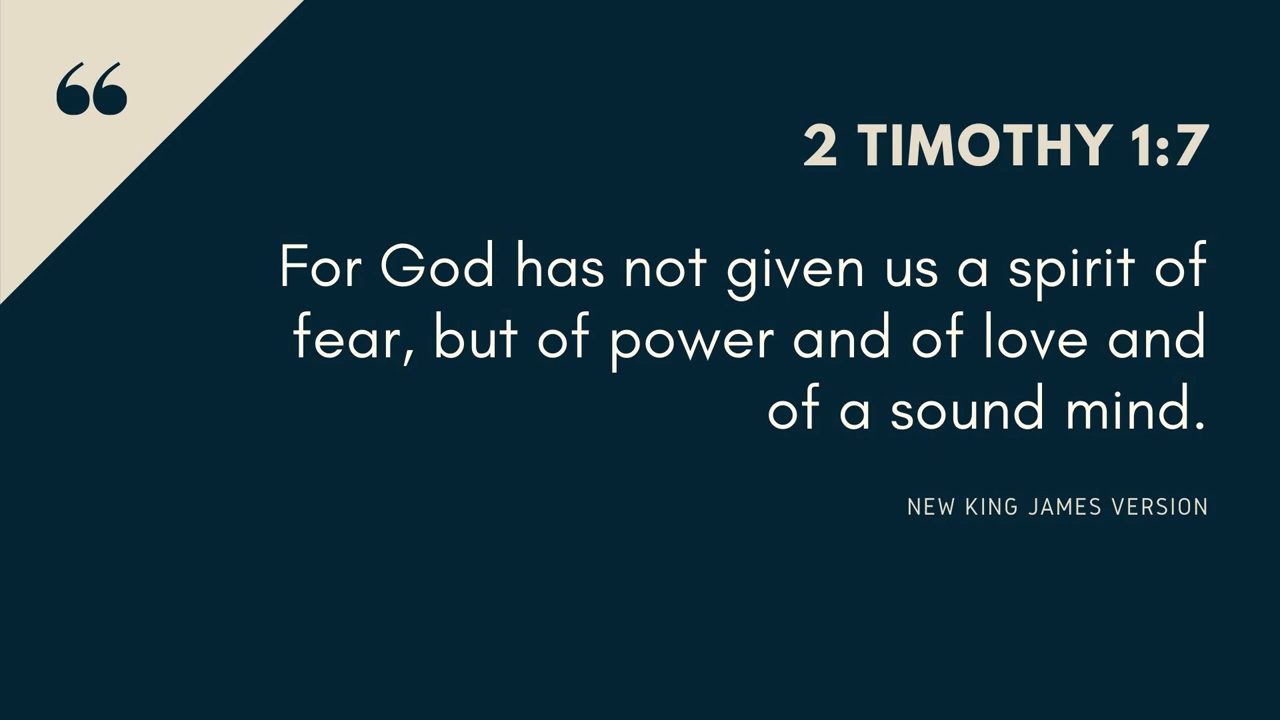 “
2 TIMOTHY 1:7
For God has not given us a spirit of
fear, but of power and of love and
of a sound mind.
NEW KING JAMES VERSION